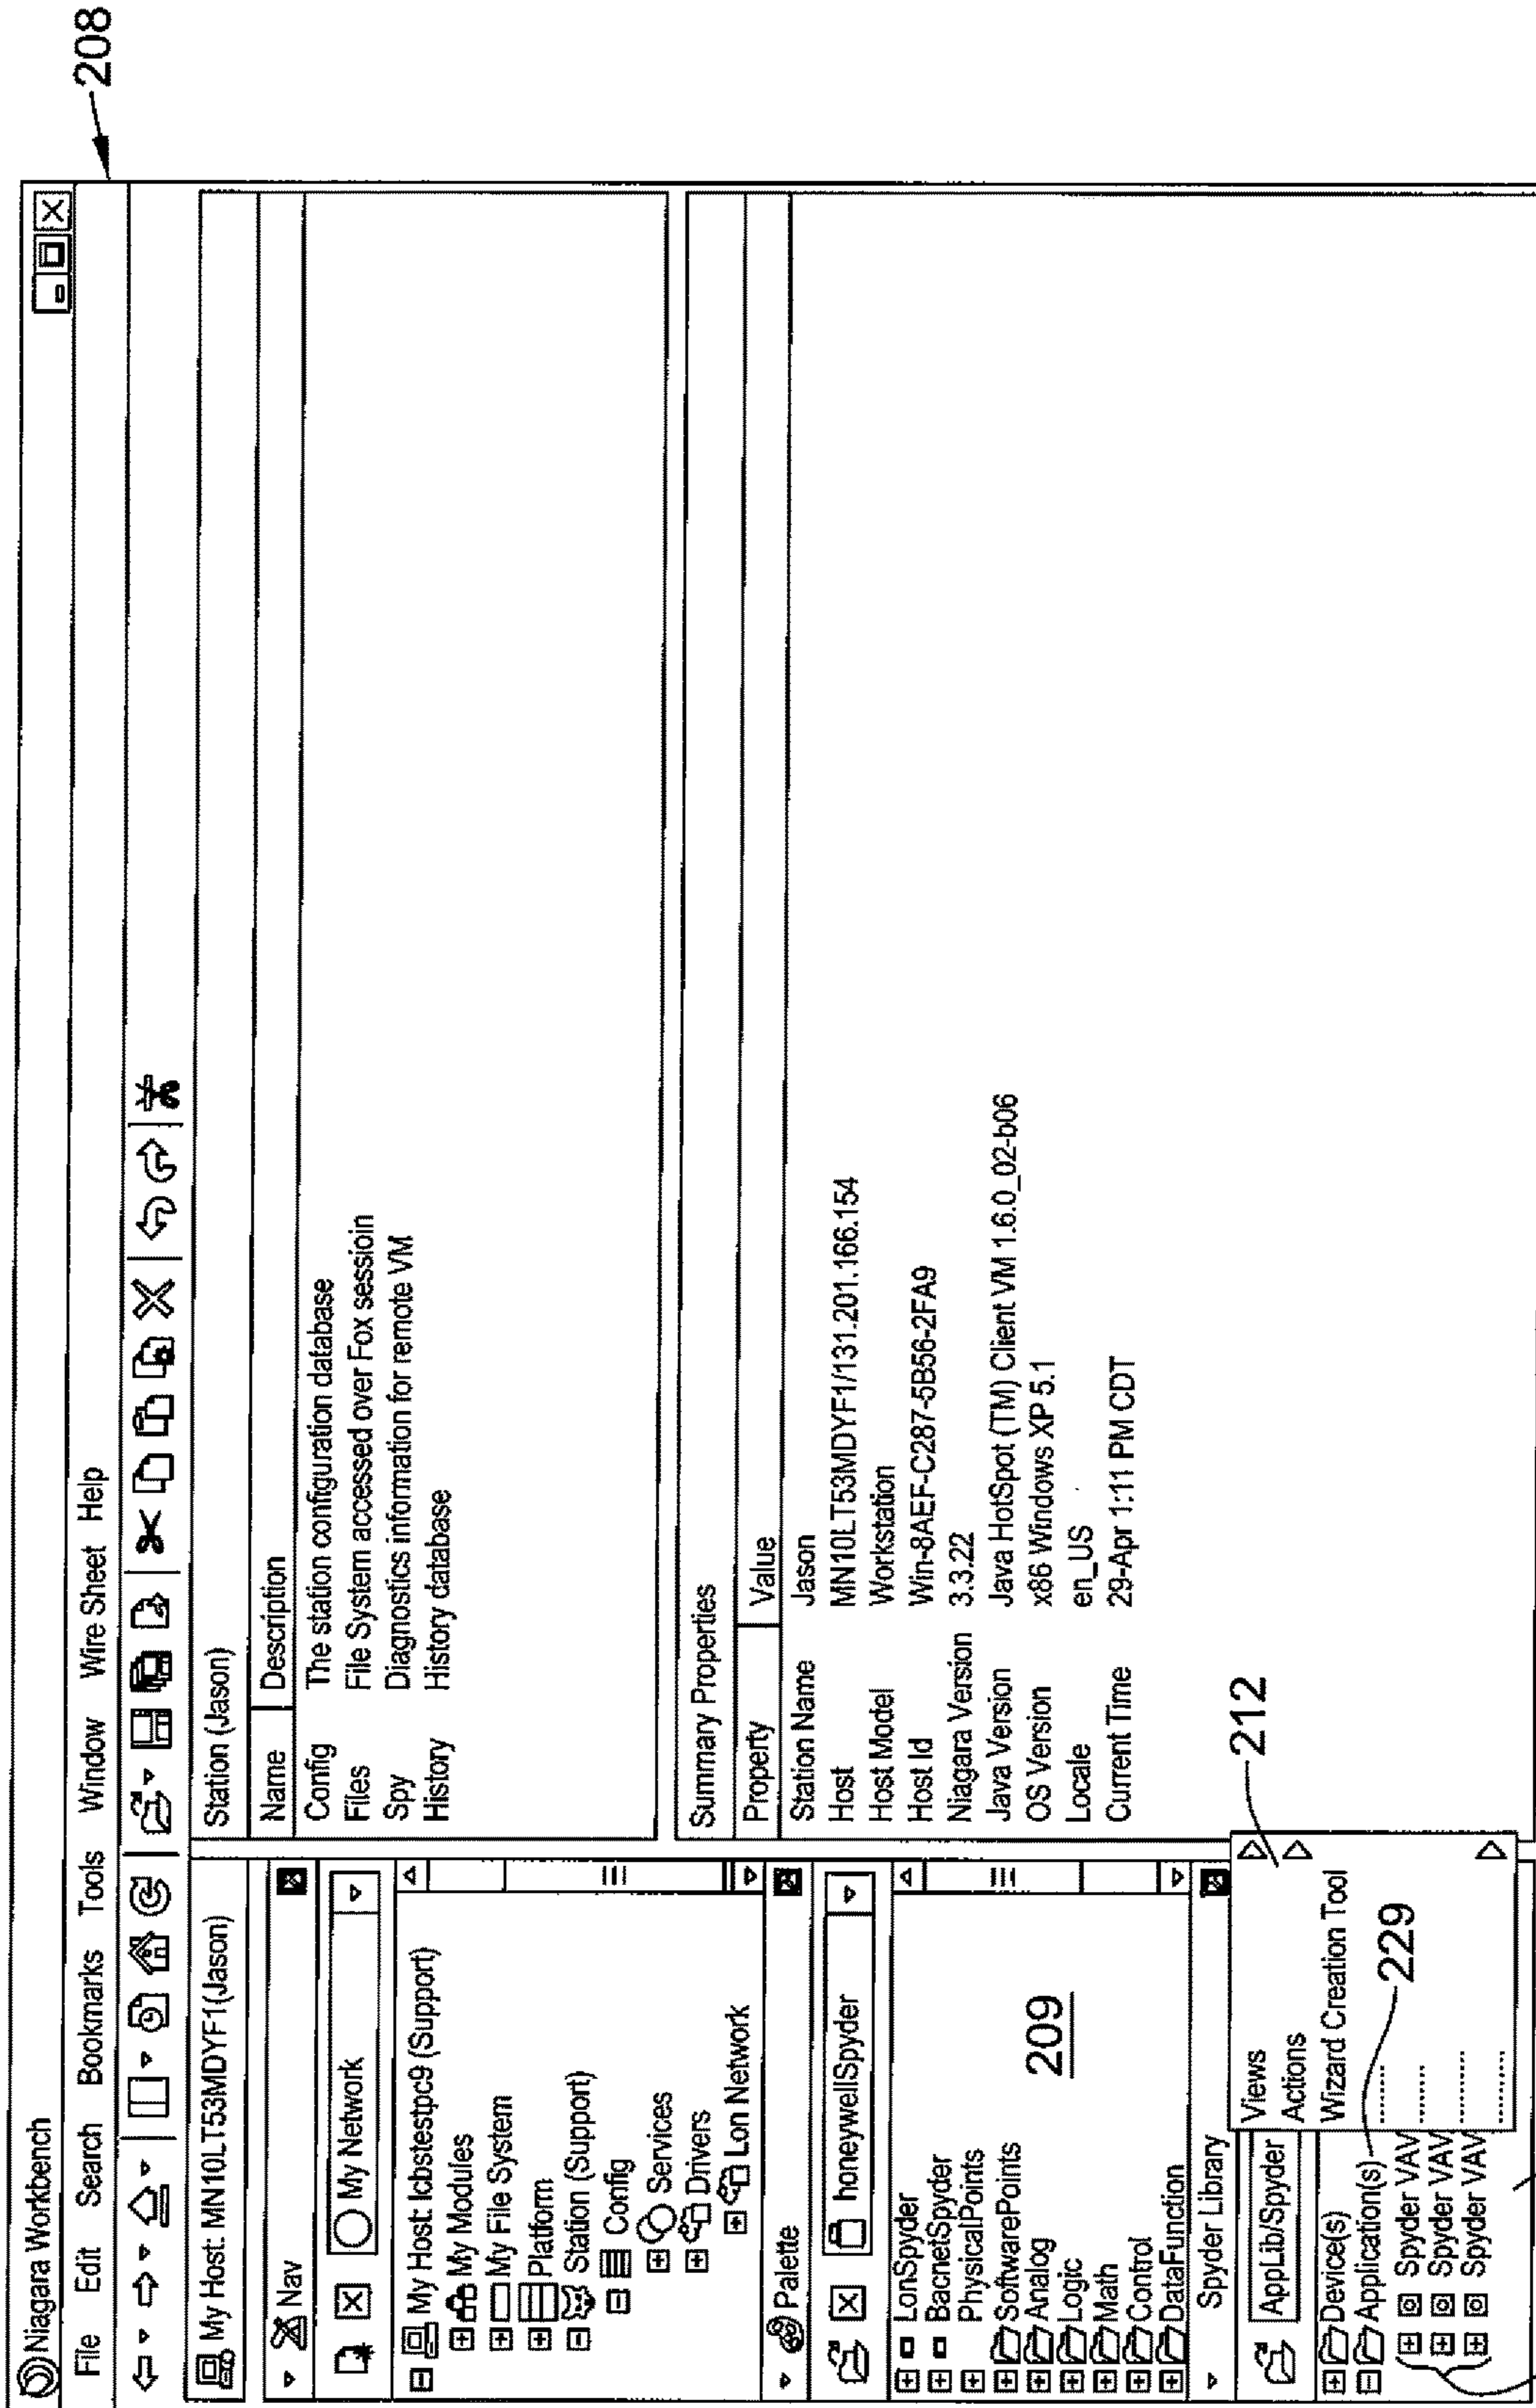 Niagara Workbench
File Edit Search Bookmarks Tools Window Wire Sheet Help
208
My Host: MN10LT53MDYF1(Jason)
Nav
My Network
My Host: lcbstestpc9 (Support)
My Modules
My File System
Platform
Station (Support)
Config
Services
Drivers
Lon Network
Palette
honeywellSpyder
LonSpyder
BacnetSpyder
PhysicalPoints
SoftwarePoints
Analog
Logic
Math
Control
DataFunction
209
Spyder Library
AppLib/Spyder
Device(s)
Application(s)
Spyder VAV
Spyder VAV
Spyder VAV
Views
Actions
Wizard Creation Tool
212
229
Station (Jason)
Name Description
Config The station configuration database
Files File System accessed over Fox sessioin
Spy Diagnostics information for remote VM
History History database
Summary Properties
Property Value
Station Name Jason
Host MN10LT53MDYF1/131.201.166.154
Host Model Workstation
Host Id Win-8AEF-C287-5B56-2FA9
Niagara Version 3.3.22
Java Version Java HotSpot (TM) Client VM 1.6.0_02-b06
OS Version x86 Windows XP 5.1
Locale en_US
Current Time 29-Apr 1:11 PM CDT